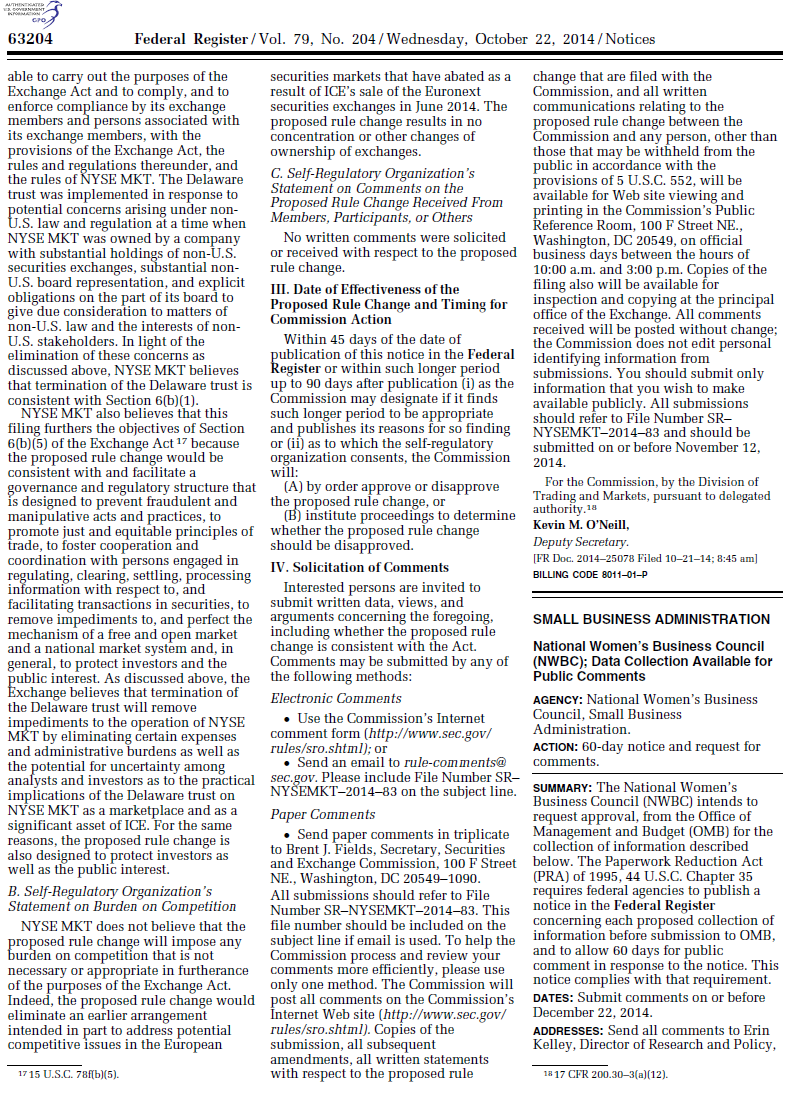 AUTHENTICATED
U.S. GOVERNMENT
INFORMATION
GPO
63204
Federal Register / Vol. 79, No. 204 / Wednesday, October 22, 2014 / Notices
able to carry out the purposes of the
Exchange Act and to comply, and to
enforce compliance by its exchange
members and persons associated with
its exchange members, with the
provisions of the Exchange Act, the
rules and regulations thereunder, and
the rules of NYSE MKT. The Delaware
trust was implemented in response to
potential concerns arising under non-
U.S. law and regulation at a time when
NYSE MKT was owned by a company
with substantial holdings of non-U.S.
securities exchanges, substantial non-
U.S. board representation, and explicit
obligations on the part of its board to
give due consideration to matters of
non-U.S. law and the interests of non-
U.S. stakeholders. In light of the
elimination of these concerns as
discussed above, NYSE MKT believes
that termination of the Delaware trust is
consistent with Section 6(b)(1).
NYSE MKT also believes that this
filing furthers the objectives of Section
6(b)(5) of the Exchange Act 17 because
the proposed rule change would be
consistent with and facilitate a
governance and regulatory structure that
is designed to prevent fraudulent and
manipulative acts and practices, to
promote just and equitable principles of
trade, to foster cooperation and
coordination with persons engaged in
regulating, clearing, settling, processing
information with respect to, and
facilitating transactions in securities, to
remove impediments to, and perfect the
mechanism of a free and open market
and a national market system and, in
general, to protect investors and the
public interest. As discussed above, the
Exchange believes that termination of
the Delaware trust will remove
impediments to the operation of NYSE
MKT by eliminating certain expenses
and administrative burdens as well as
the potential for uncertainty among
analysts and investors as to the practical
implications of the Delaware trust on
NYSE MKT as a marketplace and as a
significant asset of ICE. For the same
reasons, the proposed rule change is
also designed to protect investors as
well as the public interest.
B. Self-Regulatory Organization's
Statement on Burden on Competition
NYSE MKT does not believe that the
proposed rule change will impose any
burden on competition that is not
necessary or appropriate in furtherance
of the purposes of the Exchange Act.
Indeed, the proposed rule change would
eliminate an earlier arrangement
intended in part to address potential
competitive issues in the European
17 15 U.S.C. 78f(b)(5).
securities markets that have abated as a
result of ICE's sale of the Euronext
securities exchanges in June 2014. The
proposed rule change results in no
concentration or other changes of
ownership of exchanges.
C. Self-Regulatory Organization's
Statement on Comments on the
Proposed Rule Change Received From
Members, Participants, or Others
No written comments were solicited
or received with respect to the proposed
rule change.
III. Date of Effectiveness of the
Proposed Rule Change and Timing for
Commission Action
Within 45 days of the date of
publication of this notice in the Federal
Register or within such longer period
up to 90 days after publication (i) as the
Commission may designate if it finds
such longer period to be appropriate
and publishes its reasons for so finding
or (ii) as to which the self-regulatory
organization consents, the Commission
will:
(A) by order approve or disapprove
the proposed rule change, or
(B) institute proceedings to determine
whether the proposed rule change
should be disapproved.
IV. Solicitation of Comments
Interested persons are invited to
submit written data, views, and
arguments concerning the foregoing,
including whether the proposed rule
change is consistent with the Act.
Comments may be submitted by any of
the following methods:
Electronic Comments
• Use the Commission's Internet
comment form (http://www.sec.gov/
rules/sro.shtml); or
• Send an email to rule-comments@
sec.gov. Please include File Number SR–
NYSEMKT–2014–83 on the subject line.
Paper Comments
• Send paper comments in triplicate
to Brent J. Fields, Secretary, Securities
and Exchange Commission, 100 F Street
NE., Washington, DC 20549–1090.
All submissions should refer to File
Number SR–NYSEMKT–2014–83. This
file number should be included on the
subject line if email is used. To help the
Commission process and review your
comments more efficiently, please use
only one method. The Commission will
post all comments on the Commission's
Internet Web site (http://www.sec.gov/
rules/sro.shtml). Copies of the
submission, all subsequent
amendments, all written statements
with respect to the proposed rule
change that are filed with the
Commission, and all written
communications relating to the
proposed rule change between the
Commission and any person, other than
those that may be withheld from the
public in accordance with the
provisions of 5 U.S.C. 552, will be
available for Web site viewing and
printing in the Commission's Public
Reference Room, 100 F Street NE.,
Washington, DC 20549, on official
business days between the hours of
10:00 a.m. and 3:00 p.m. Copies of the
filing also will be available for
inspection and copying at the principal
office of the Exchange. All comments
received will be posted without change;
the Commission does not edit personal
identifying information from
submissions. You should submit only
information that you wish to make
available publicly. All submissions
should refer to File Number SR–
NYSEMKT–2014–83 and should be
submitted on or before November 12,
2014.
For the Commission, by the Division of
Trading and Markets, pursuant to delegated
authority.18
Kevin M. O'Neill,
Deputy Secretary.
[FR Doc. 2014–25078 Filed 10–21–14; 8:45 am]
BILLING CODE 8011–01–P
SMALL BUSINESS ADMINISTRATION
National Women's Business Council
(NWBC); Data Collection Available for
Public Comments
AGENCY: National Women's Business
Council, Small Business
Administration.
ACTION: 60-day notice and request for
comments.
SUMMARY: The National Women's
Business Council (NWBC) intends to
request approval, from the Office of
Management and Budget (OMB) for the
collection of information described
below. The Paperwork Reduction Act
(PRA) of 1995, 44 U.S.C. Chapter 35
requires federal agencies to publish a
notice in the Federal Register
concerning each proposed collection of
information before submission to OMB,
and to allow 60 days for public
comment in response to the notice. This
notice complies with that requirement.
DATES: Submit comments on or before
December 22, 2014.
ADDRESSES: Send all comments to Erin
Kelley, Director of Research and Policy,
18 17 CFR 200.30–3(a)(12).